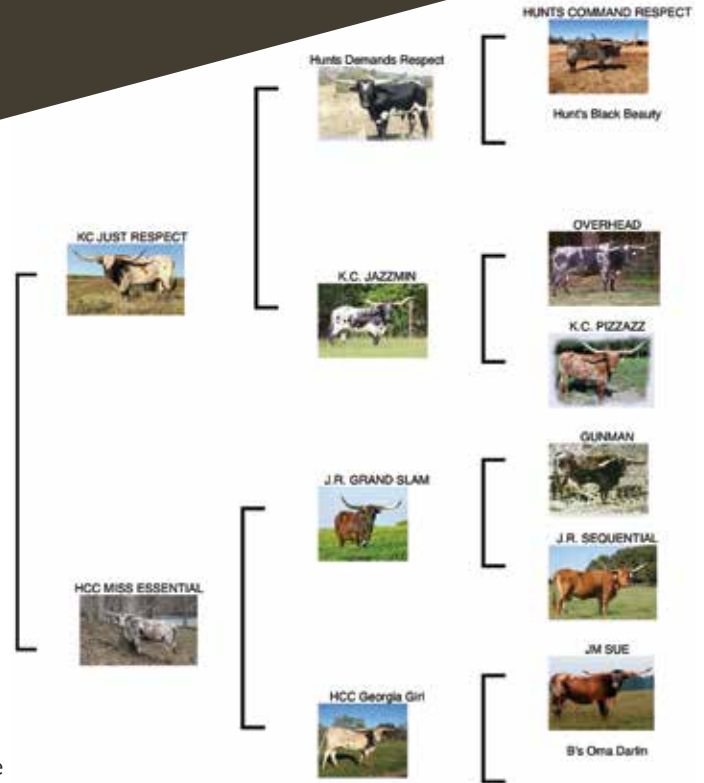 HUNTS COMMAND RESPECT
Hunts Demands Respect
Hunt's Black Beauty
KC JUST RESPECT
OVERHEAD
K.C. JAZZMIN
K.C. PIZZAZZ
GUNMAN
J.R. GRAND SLAM
J.R. SEQUENTIAL
HCC MISS ESSENTIAL
JM SUE
HCC Georgia Girl
B's Oma Darlin
e